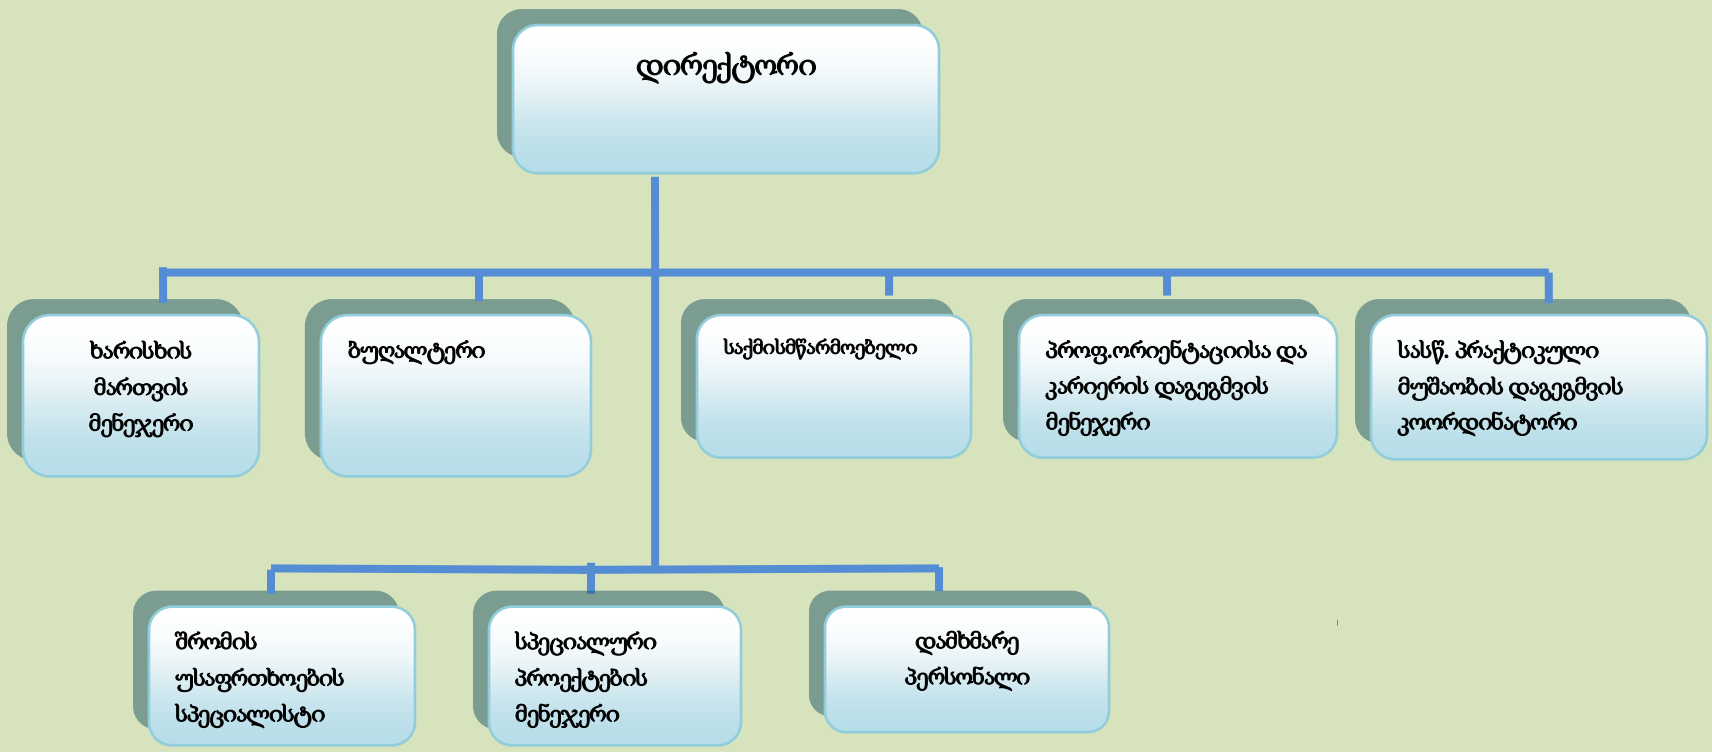 დირექტორი
ხარისხის
მართვის
მენეჯერი
ბუღალტერი
საქმისმწარმოებელი
პროფ.ორიენტაციისა და
კარიერის დაგეგმვის
მენეჯერი
სასწ. პრაქტიკული
მუშაობის დაგეგმვის
კოორდინატორი
შრომის
უსაფრთხოების
სპეციალისტი
სპეციალური
პროექტების
მენეჯერი
დამხმარე
პერსონალი